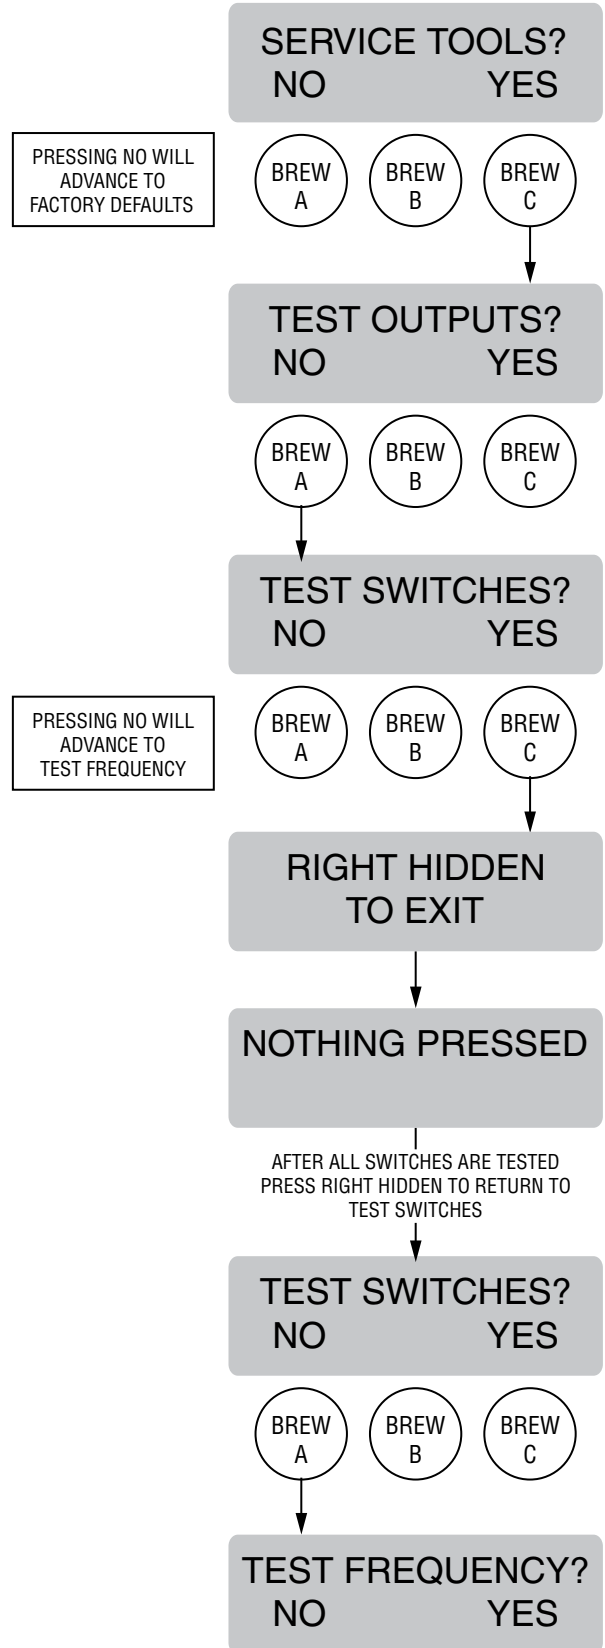 SERVICE TOOLS?
NO YES
PRESSING NO WILL
ADVANCE TO
FACTORY DEFAULTS
BREW
A
BREW
B
BREW
C
TEST OUTPUTS?
NO YES
BREW
A
BREW
B
BREW
C
TEST SWITCHES?
NO YES
PRESSING NO WILL
ADVANCE TO
TEST FREQUENCY
BREW
A
BREW
B
BREW
C
RIGHT HIDDEN
TO EXIT
NOTHING PRESSED
AFTER ALL SWITCHES ARE TESTED
PRESS RIGHT HIDDEN TO RETURN TO
TEST SWITCHES
TEST SWITCHES?
NO YES
BREW
A
BREW
B
BREW
C
TEST FREQUENCY?
NO YES